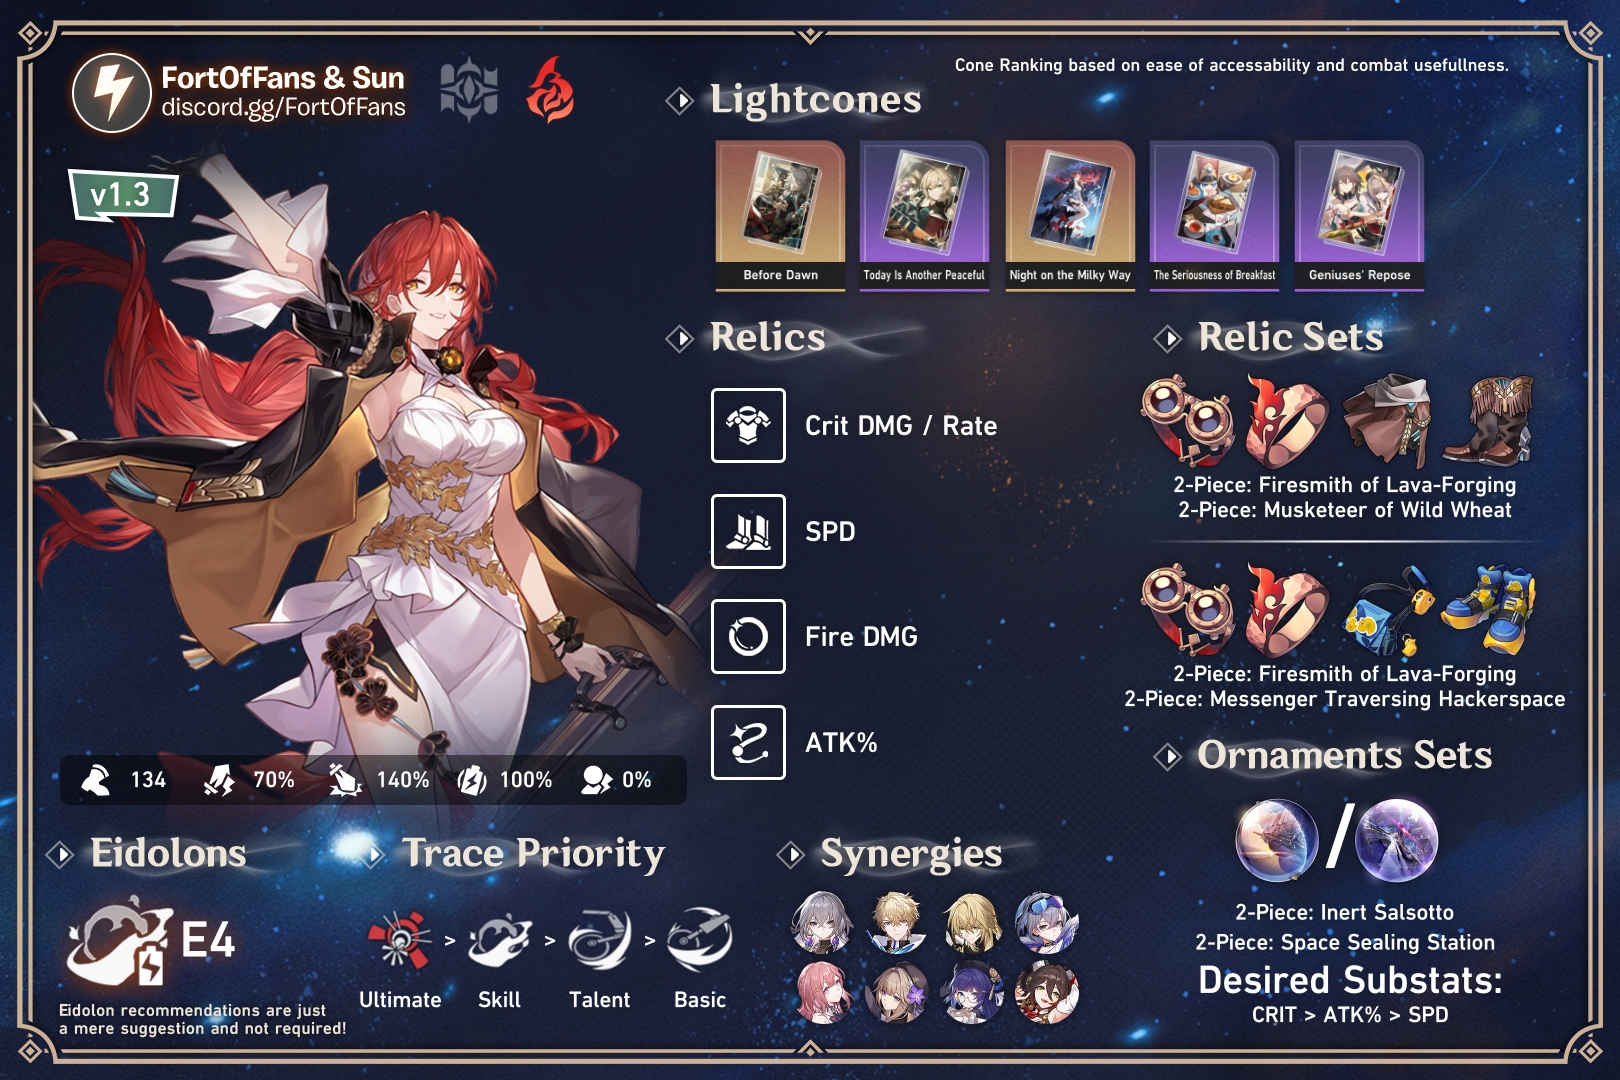 FortOfFans & Sun
discord.gg/FortOfFans
v1.3
Cone Ranking based on ease of accessability and combat usefullness.
Lightcones
Before Dawn
Today Is Another Peaceful
Night on the Milky Way
The Seriousness of Breakfast
Geniuses' Repose
Relics
Crit DMG / Rate
SPD
Fire DMG
ATK%
Relic Sets
2-Piece: Firesmith of Lava-Forging
2-Piece: Musketeer of Wild Wheat
2-Piece: Firesmith of Lava-Forging
2-Piece: Messenger Traversing Hackerspace
Ornaments Sets
/
2-Piece: Inert Salsotto
2-Piece: Space Sealing Station
Desired Substats:
CRIT > ATK% > SPD
134 70% 140% 100% 0%
Eidolons
E4
Eidolon recommendations are just
a mere suggestion and not required!
Trace Priority
> > >
Ultimate Skill Talent Basic
Synergies